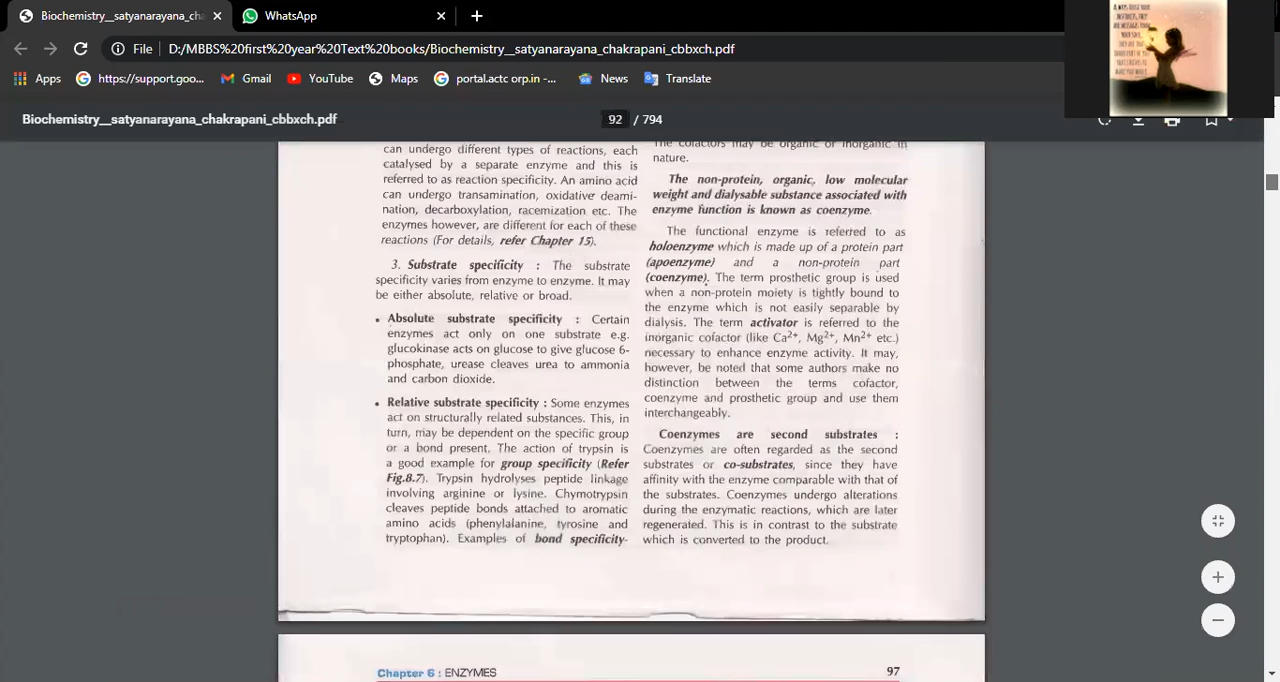 Biochemistry__satyanarayana_cha
WhatsApp
File D:/MBBS%20first%20year%20Text%20books/Biochemistry__satyanarayana_chakrapani_cbbxch.pdf
Apps https://support.goo... Gmail YouTube Maps portal.actc orp.in -... News Translate
Biochemistry__satyanarayana_chakrapani_cbbxch.pdf
92 / 794
can undergo different types of reactions, each
catalysed by a separate enzyme and this is
referred to as reaction specificity. An amino acid
can undergo transamination, oxidative deami-
nation, decarboxylation, racemization etc. The
enzymes however, are different for each of these
reactions (For details, refer Chapter 15).
3. Substrate specificity : The substrate
specificity varies from enzyme to enzyme. It may
be either absolute, relative or broad.
• Absolute substrate specificity : Certain
enzymes act only on one substrate e.g.
glucokinase acts on glucose to give glucose 6-
phosphate, urease cleaves urea to ammonia
and carbon dioxide.
• Relative substrate specificity : Some enzymes
act on structurally related substances. This, in
turn, may be dependent on the specific group
or a bond present. The action of trypsin is
a good example for group specificity (Refer
Fig.8.7). Trypsin hydrolyses peptide linkage
involving arginine or lysine. Chymotrypsin
cleaves peptide bonds attached to aromatic
amino acids (phenylalanine, tyrosine and
tryptophan). Examples of bond specificity-
The cofactors may be organic or inorganic in
nature.
The non-protein, organic, low molecular
weight and dialysable substance associated with
enzyme function is known as coenzyme.
The functional enzyme is referred to as
holoenzyme which is made up of a protein part
(apoenzyme) and a non-protein part
(coenzyme). The term prosthetic group is used
when a non-protein moiety is tightly bound to
the enzyme which is not easily separable by
dialysis. The term activator is referred to the
inorganic cofactor (like Ca²⁺, Mg²⁺, Mn²⁺ etc.)
necessary to enhance enzyme activity. It may,
however, be noted that some authors make no
distinction between the terms cofactor,
coenzyme and prosthetic group and use them
interchangeably.
Coenzymes are second substrates :
Coenzymes are often regarded as the second
substrates or co-substrates, since they have
affinity with the enzyme comparable with that of
the substrates. Coenzymes undergo alterations
during the enzymatic reactions, which are later
regenerated. This is in contrast to the substrate
which is converted to the product.
Chapter 6 : ENZYMES 97